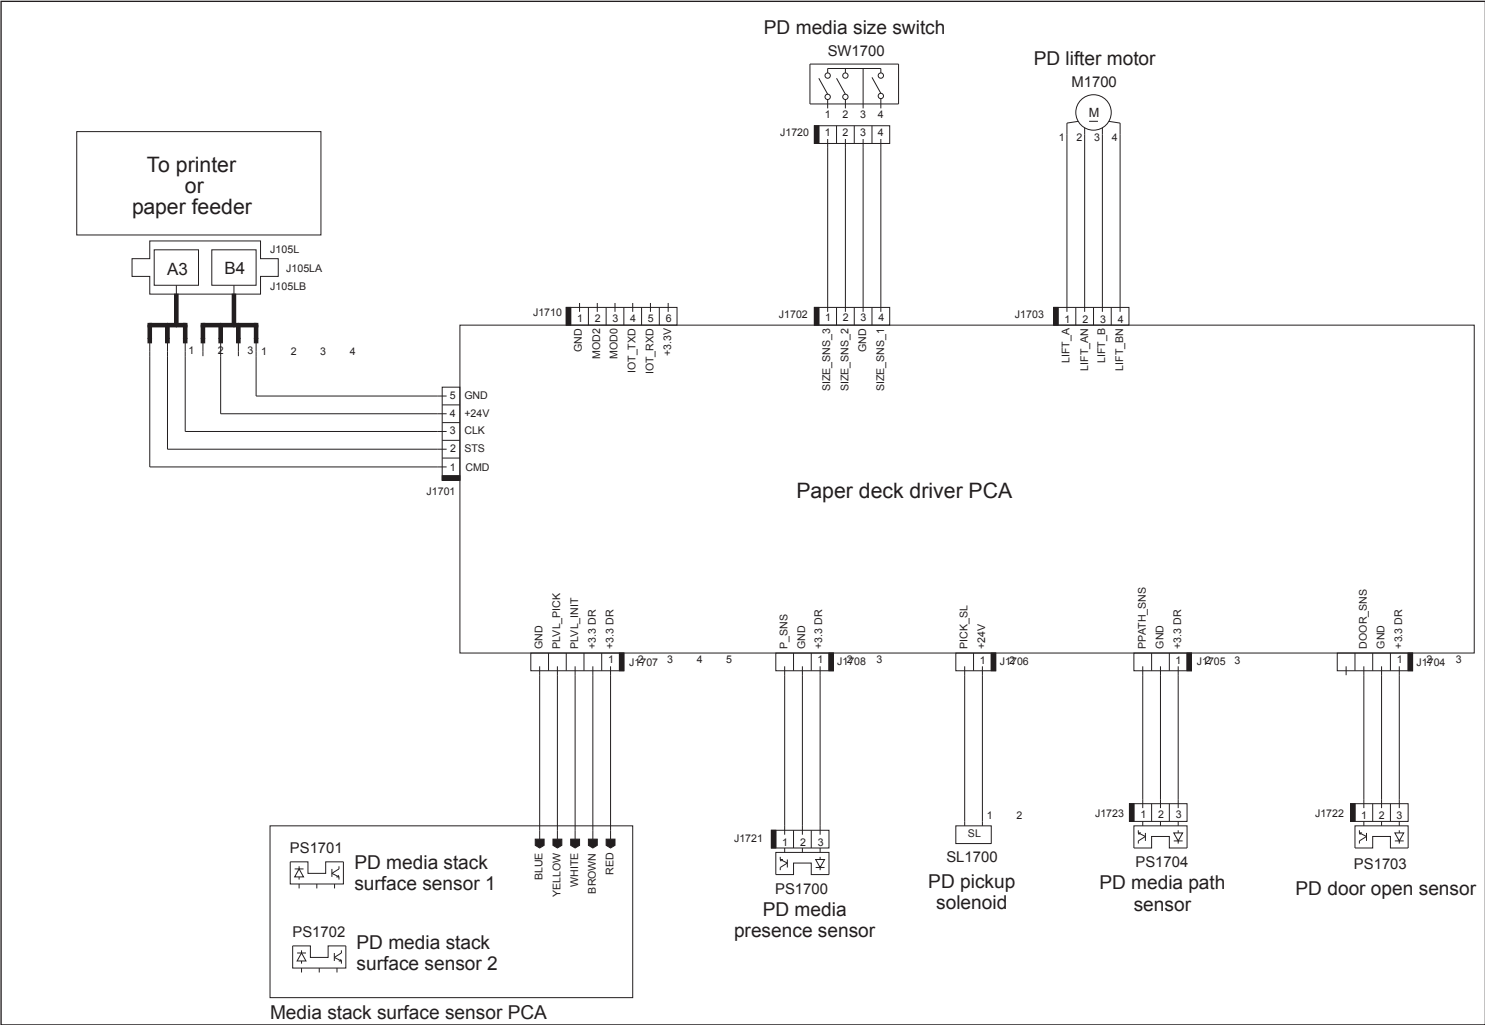 PD media size switch
SW1700
1 2 3 4
J1720 1 2 3 4
PD lifter motor
M1700
M
1 2 3 4
To printer
or
paper feeder
A3 B4
J105L
J105LA
J105LB
1 2 3 1 2 3 4
J1710 1 2 3 4 5 6
GND
MOD2
MOD0
IOT_TXD
IOT_RXD
+3.3V
J1702 1 2 3 4
SIZE_SNS_3
SIZE_SNS_2
GND
SIZE_SNS_1
J1703 1 2 3 4
LIFT_A
LIFT_AN
LIFT_B
LIFT_BN
5 GND
4 +24V
3 CLK
2 STS
1 CMD
J1701
Paper deck driver PCA
GND
PLVL_PICK
PLVL_INIT
+3.3 DR
+3.3 DR
1 J1707 2 3 4 5
P_SNS
GND
+3.3 DR
1 J1708 2 3
PICK_SL
+24V
1 J1706 2
PPATH_SNS
GND
+3.3 DR
1 J1705 2 3
DOOR_SNS
GND
+3.3 DR
1 J1704 2 3
BLUE
YELLOW
WHITE
BROWN
RED
PS1701
PD media stack
surface sensor 1
PS1702
PD media stack
surface sensor 2
Media stack surface sensor PCA
J1721 1 2 3
PS1700
PD media
presence sensor
1 2
SL
SL1700
PD pickup
solenoid
J1723 1 2 3
PS1704
PD media path
sensor
J1722 1 2 3
PS1703
PD door open sensor